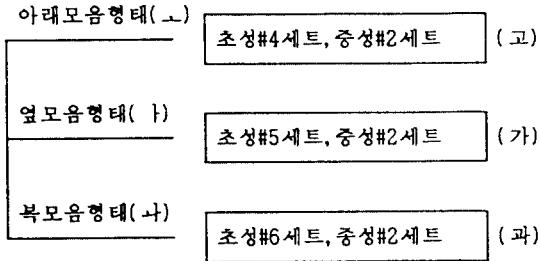 아래모음형태(ㅗ)
초성#4세트,중성#2세트 (고)
옆모음형태(ㅏ)
초성#5세트,중성#2세트 (가)
복모음형태(ㅘ)
초성#6세트,중성#2세트 (과)